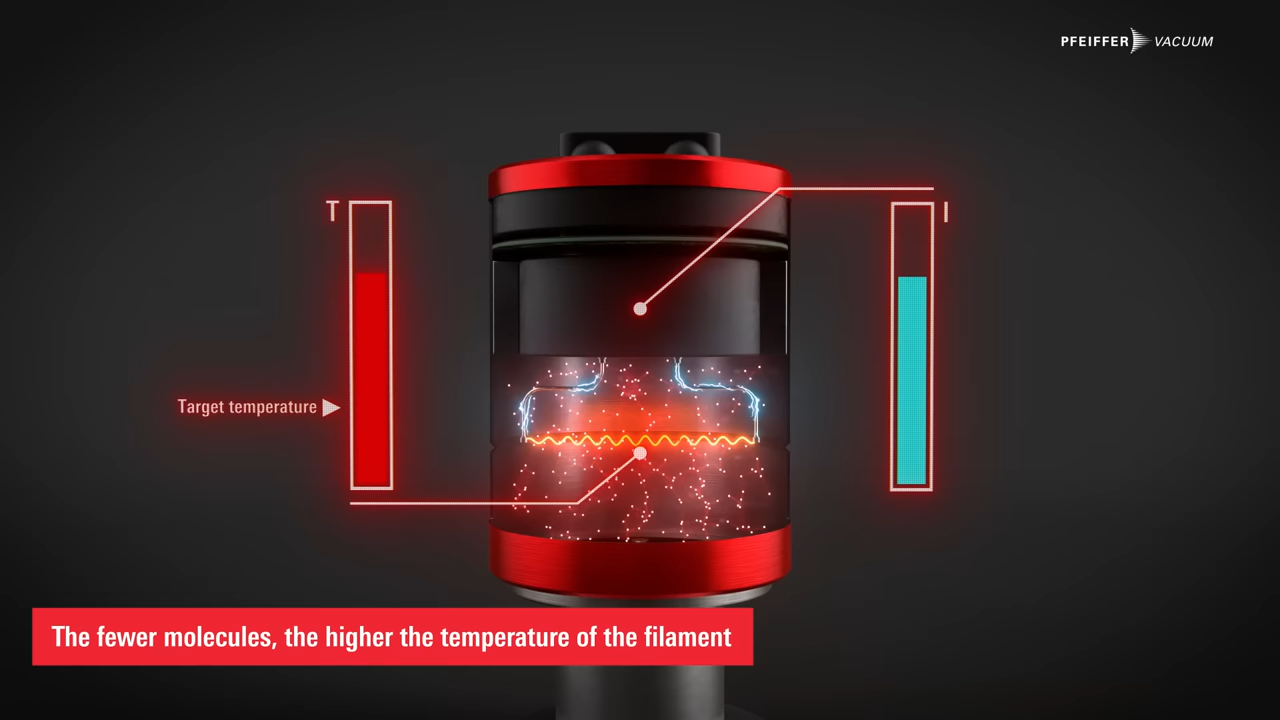 PFEIFFER VACUUM
T
I
Target temperature
The fewer molecules, the higher the temperature of the filament